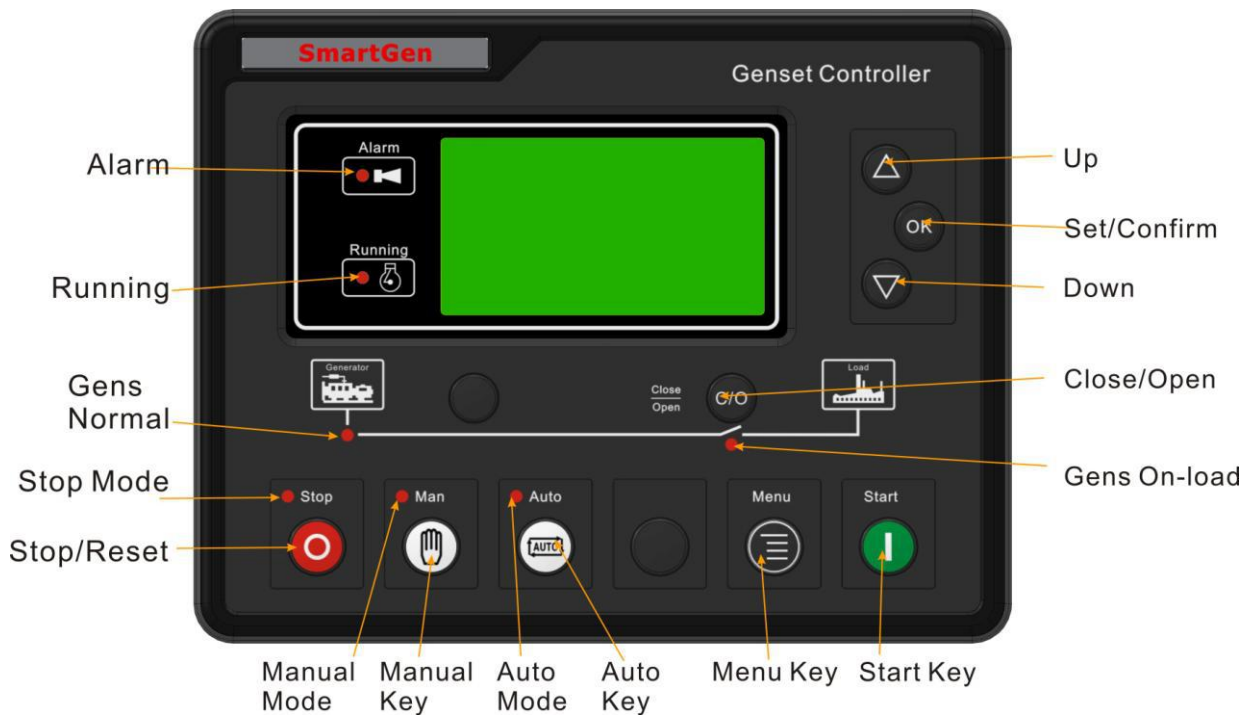 SmartGen
Genset Controller
Alarm
Alarm
Up
OK
Set/Confirm
Running
Running
Down
Generator
Close
Open
C/O
Load
Close/Open
Gens
Normal
Gens On-load
Stop Mode
Stop
Man
Auto
Menu
Start
Stop/Reset
AUTO
Manual
Mode
Manual
Key
Auto
Mode
Auto
Key
Menu Key
Start Key